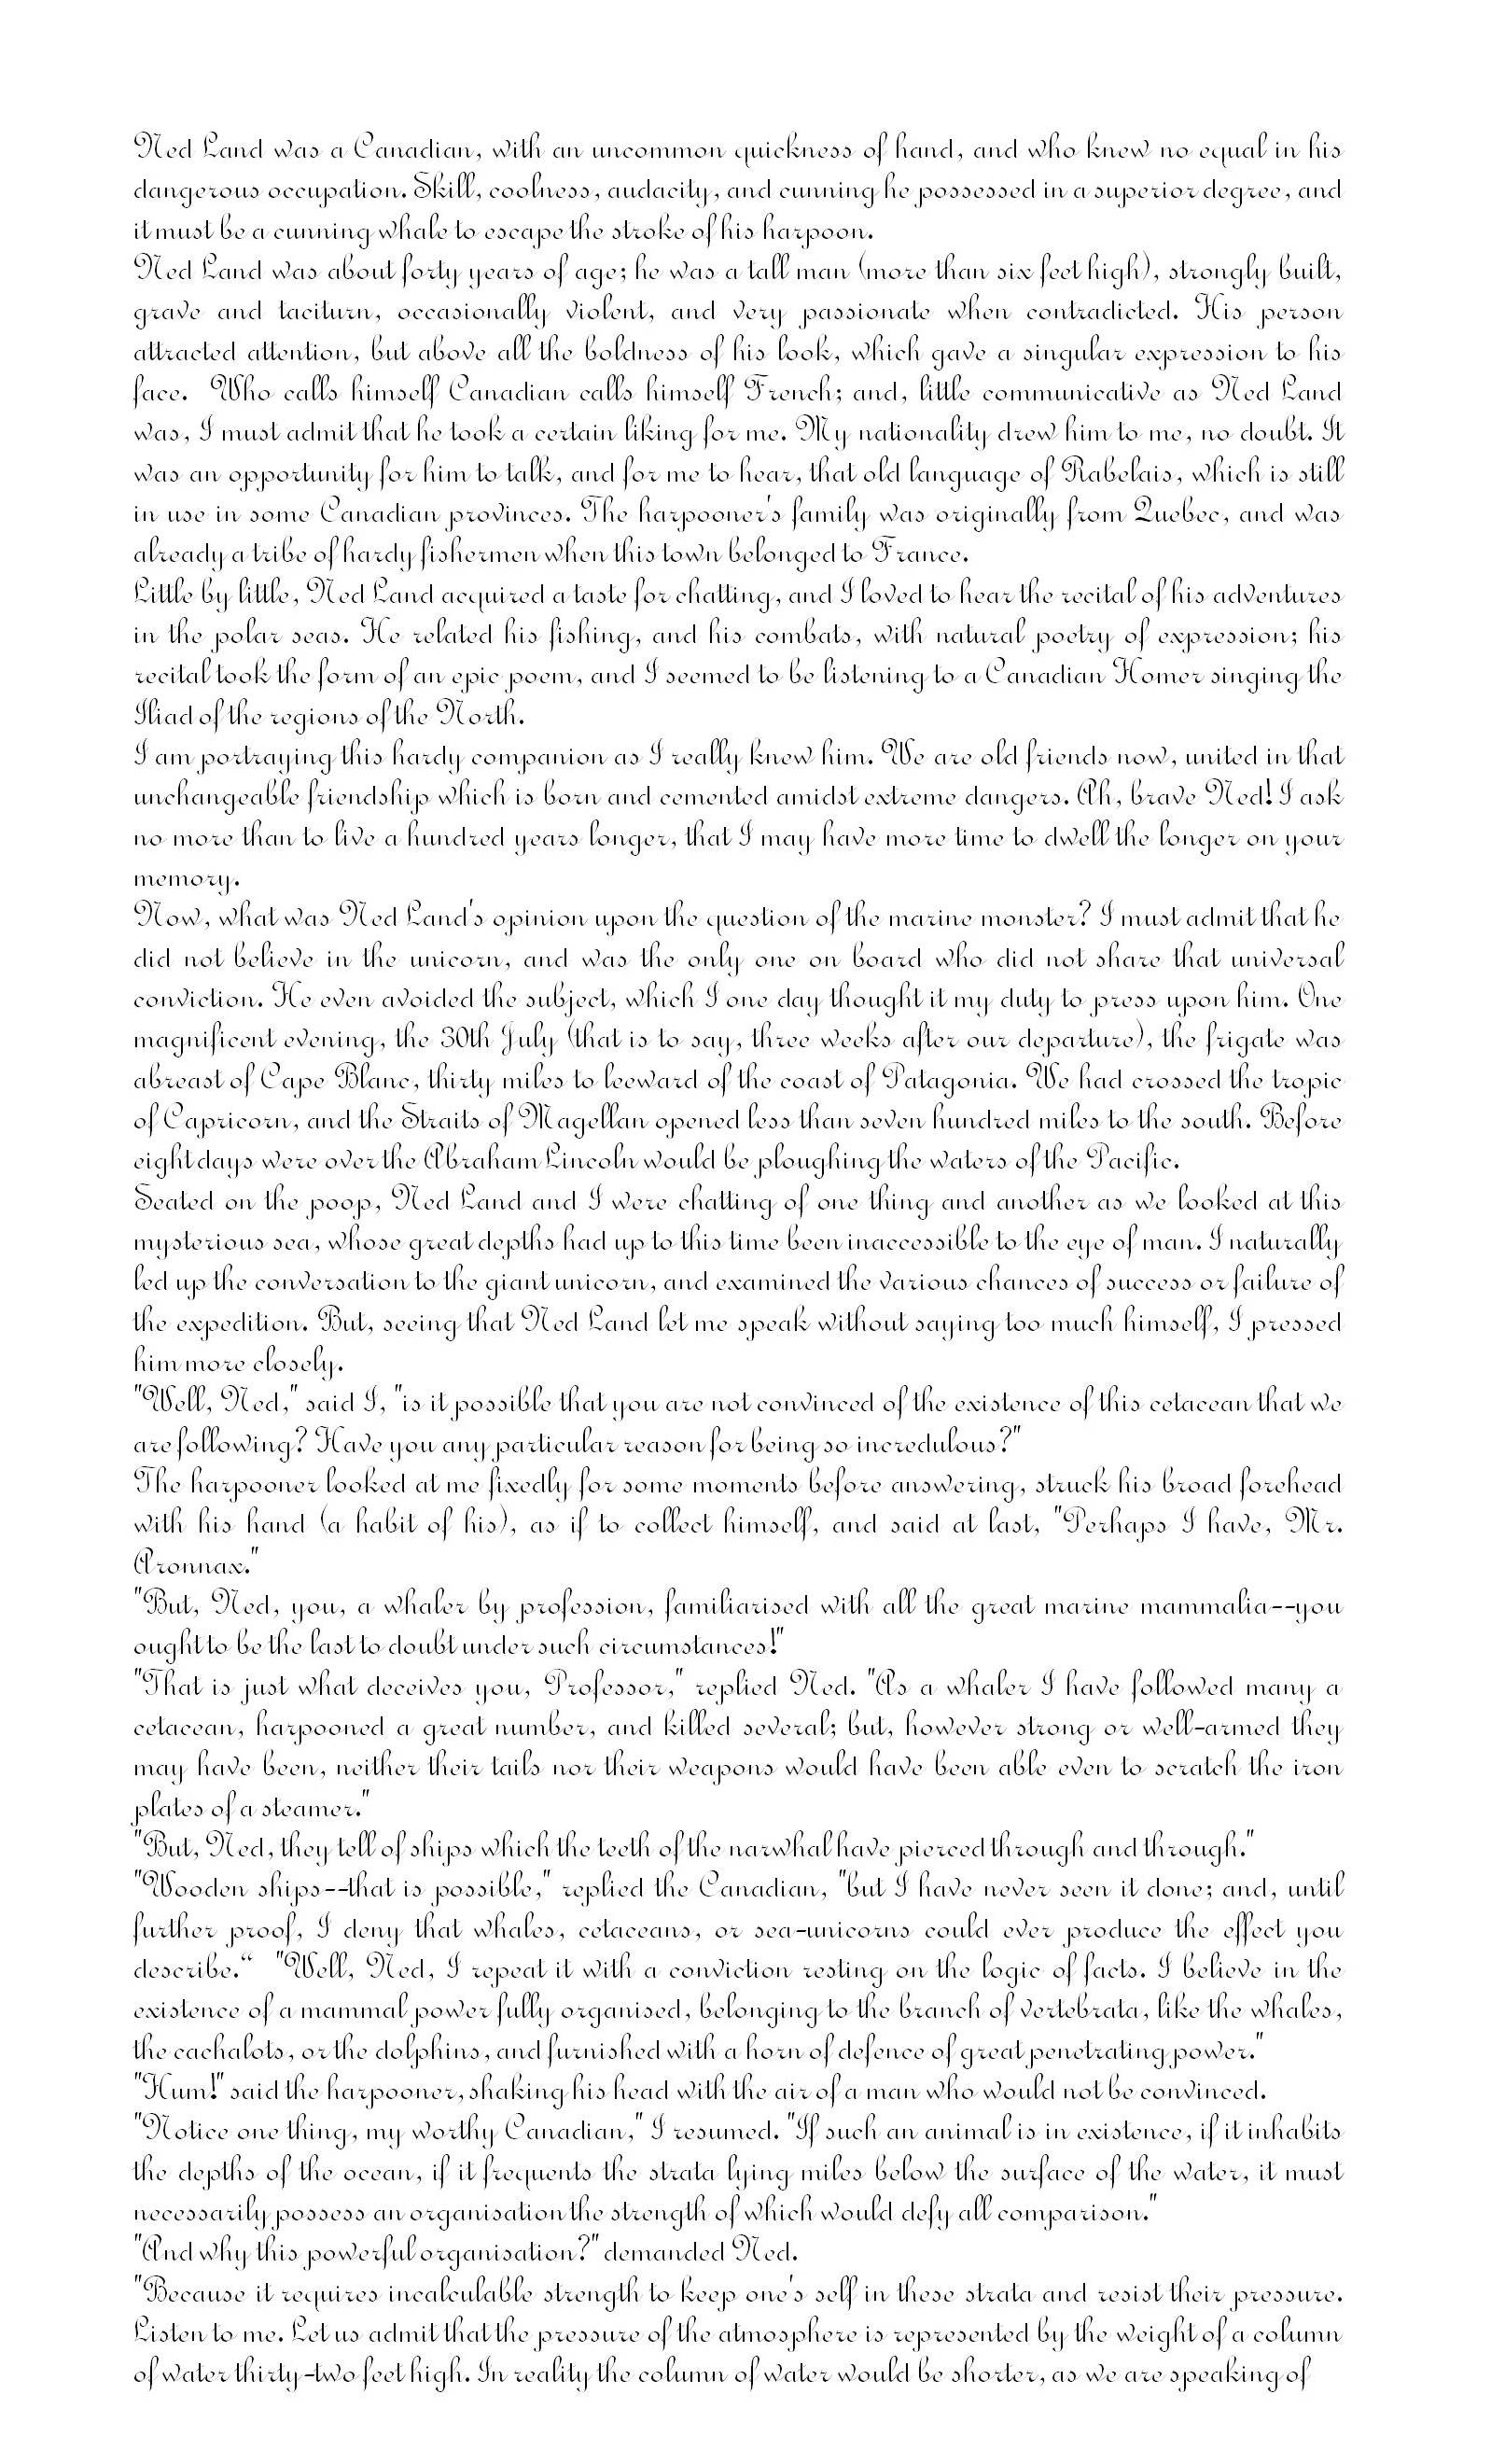 Ned Land was a Canadian, with an uncommon quickness of hand, and who knew no equal in his
dangerous occupation. Skill, coolness, audacity, and cunning he possessed in a superior degree, and
it must be a cunning whale to escape the stroke of his harpoon.
Ned Land was about forty years of age; he was a tall man (more than six feet high), strongly built,
grave and taciturn, occasionally violent, and very passionate when contradicted. His person
attracted attention, but above all the boldness of his look, which gave a singular expression to his
face.  Who calls himself Canadian calls himself French; and, little communicative as Ned Land
was, I must admit that he took a certain liking for me. My nationality drew him to me, no doubt. It
was an opportunity for him to talk, and for me to hear, that old language of Rabelais, which is still
in use in some Canadian provinces. The harpooner's family was originally from Quebec, and was
already a tribe of hardy fishermen when this town belonged to France.
Little by little, Ned Land acquired a taste for chatting, and I loved to hear the recital of his adventures
in the polar seas. He related his fishing, and his combats, with natural poetry of expression; his
recital took the form of an epic poem, and I seemed to be listening to a Canadian Homer singing the
Iliad of the regions of the North.
I am portraying this hardy companion as I really knew him. We are old friends now, united in that
unchangeable friendship which is born and cemented amidst extreme dangers. Ah, brave Ned! I ask
no more than to live a hundred years longer, that I may have more time to dwell the longer on your
memory.
Now, what was Ned Land's opinion upon the question of the marine monster? I must admit that he
did not believe in the unicorn, and was the only one on board who did not share that universal
conviction. He even avoided the subject, which I one day thought it my duty to press upon him. One
magnificent evening, the 30th July (that is to say, three weeks after our departure), the frigate was
abreast of Cape Blanc, thirty miles to leeward of the coast of Patagonia. We had crossed the tropic
of Capricorn, and the Straits of Magellan opened less than seven hundred miles to the south. Before
eight days were over the Abraham Lincoln would be ploughing the waters of the Pacific.
Seated on the poop, Ned Land and I were chatting of one thing and another as we looked at this
mysterious sea, whose great depths had up to this time been inaccessible to the eye of man. I naturally
led up the conversation to the giant unicorn, and examined the various chances of success or failure of
the expedition. But, seeing that Ned Land let me speak without saying too much himself, I pressed
him more closely.
"Well, Ned," said I, "is it possible that you are not convinced of the existence of this cetacean that we
are following? Have you any particular reason for being so incredulous?"
The harpooner looked at me fixedly for some moments before answering, struck his broad forehead
with his hand (a habit of his), as if to collect himself, and said at last, "Perhaps I have, Mr.
Aronnax."
"But, Ned, you, a whaler by profession, familiarised with all the great marine mammalia--you
ought to be the last to doubt under such circumstances!"
"That is just what deceives you, Professor," replied Ned. "As a whaler I have followed many a
cetacean, harpooned a great number, and killed several; but, however strong or well-armed they
may have been, neither their tails nor their weapons would have been able even to scratch the iron
plates of a steamer."
"But, Ned, they tell of ships which the teeth of the narwhal have pierced through and through."
"Wooden ships--that is possible," replied the Canadian, "but I have never seen it done; and, until
further proof, I deny that whales, cetaceans, or sea-unicorns could ever produce the effect you
describe.“  "Well, Ned, I repeat it with a conviction resting on the logic of facts. I believe in the
existence of a mammal power fully organised, belonging to the branch of vertebrata, like the whales,
the cachalots, or the dolphins, and furnished with a horn of defence of great penetrating power."
"Hum!" said the harpooner, shaking his head with the air of a man who would not be convinced.
"Notice one thing, my worthy Canadian," I resumed. "If such an animal is in existence, if it inhabits
the depths of the ocean, if it frequents the strata lying miles below the surface of the water, it must
necessarily possess an organisation the strength of which would defy all comparison."
"And why this powerful organisation?" demanded Ned.
"Because it requires incalculable strength to keep one's self in these strata and resist their pressure.
Listen to me. Let us admit that the pressure of the atmosphere is represented by the weight of a column
of water thirty-two feet high. In reality the column of water would be shorter, as we are speaking of